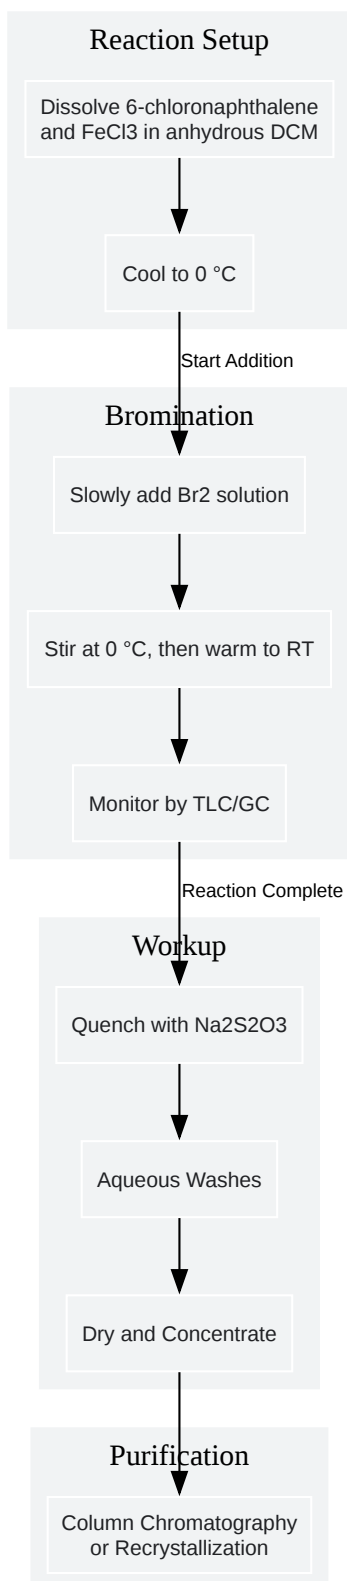 Reaction Setup
Dissolve 6-chloronaphthalene
and FeCl3 in anhydrous DCM
Cool to 0 °C
Start Addition
Bromination
Slowly add Br2 solution
Stir at 0 °C, then warm to RT
Monitor by TLC/GC
Reaction Complete
Workup
Quench with Na2S2O3
Aqueous Washes
Dry and Concentrate
Purification
Column Chromatography
or Recrystallization